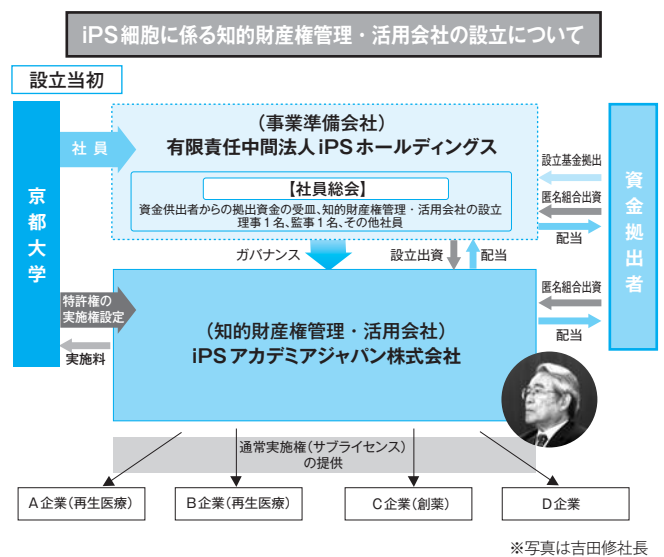 iPS細胞に係る知的財産権管理・活用会社の設立について
設立当初
京都大学
社員
(事業準備会社)
有限責任中間法人iPSホールディングス
【社員総会】
資金供出者からの拠出資金の受皿、知的財産権管理・活用会社の設立
理事1名、監事1名、その他社員
設立基金拠出
匿名組合出資
配当
資金拠出者
ガバナンス
設立出資
配当
特許権の
実施権設定
実施料
(知的財産権管理・活用会社)
iPSアカデミアジャパン株式会社
匿名組合出資
配当
通常実施権(サブライセンス)
の提供
A企業(再生医療)
B企業(再生医療)
C企業(創薬)
D企業
※写真は吉田修社長